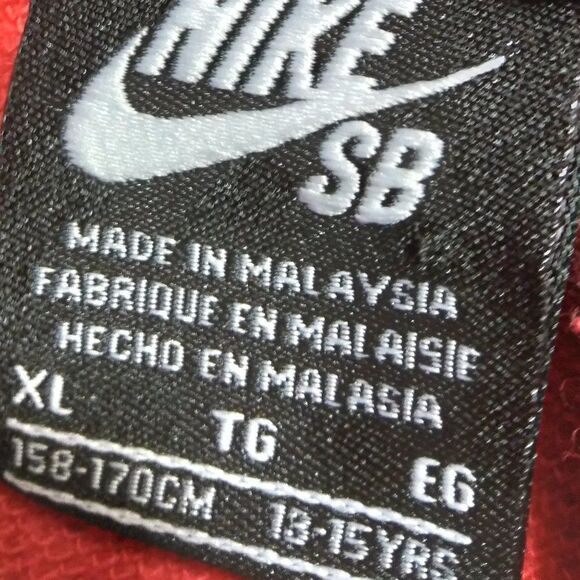 NIKE
SB
MADE IN MALAYSIA
FABRIQUE EN MALAISIE
HECHO EN MALASIA
XL TG EG
158-170CM 13-15YRS